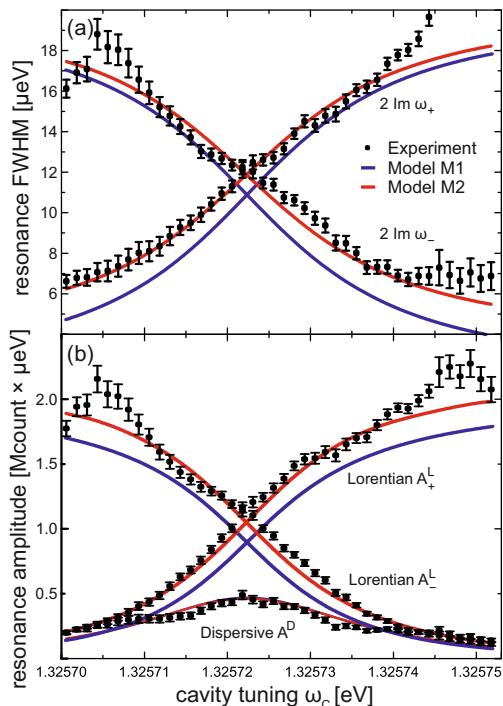 (a)
18
16
14
12
10
8
6
resonance FWHM [µeV]
2 Im ω+
Experiment
Model M1
Model M2
2 Im ω−
(b)
2.0
1.5
1.0
0.5
resonance amplitude [Mcount × µeV]
Lorentian A+L
Lorentian A−L
Dispersive AD
1.32570 1.32571 1.32572 1.32573 1.32574 1.32575
cavity tuning ωc [eV]